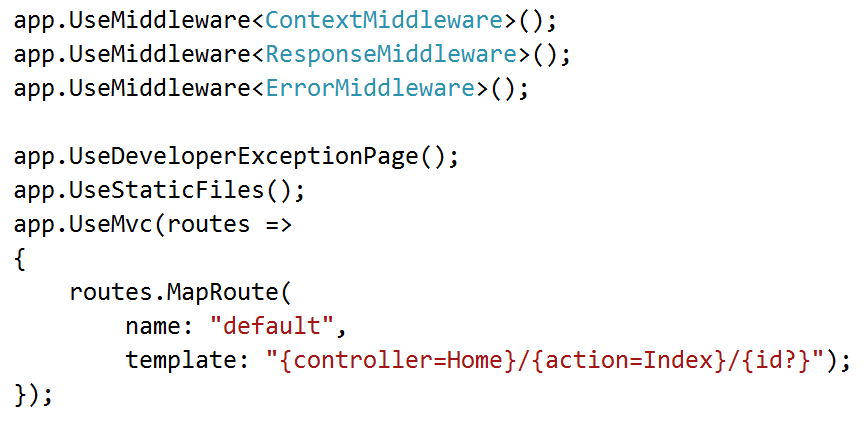 app.UseMiddleware<ContextMiddleware>();
app.UseMiddleware<ResponseMiddleware>();
app.UseMiddleware<ErrorMiddleware>();

app.UseDeveloperExceptionPage();
app.UseStaticFiles();
app.UseMvc(routes =>
{
    routes.MapRoute(
        name: "default",
        template: "{controller=Home}/{action=Index}/{id?}");
});